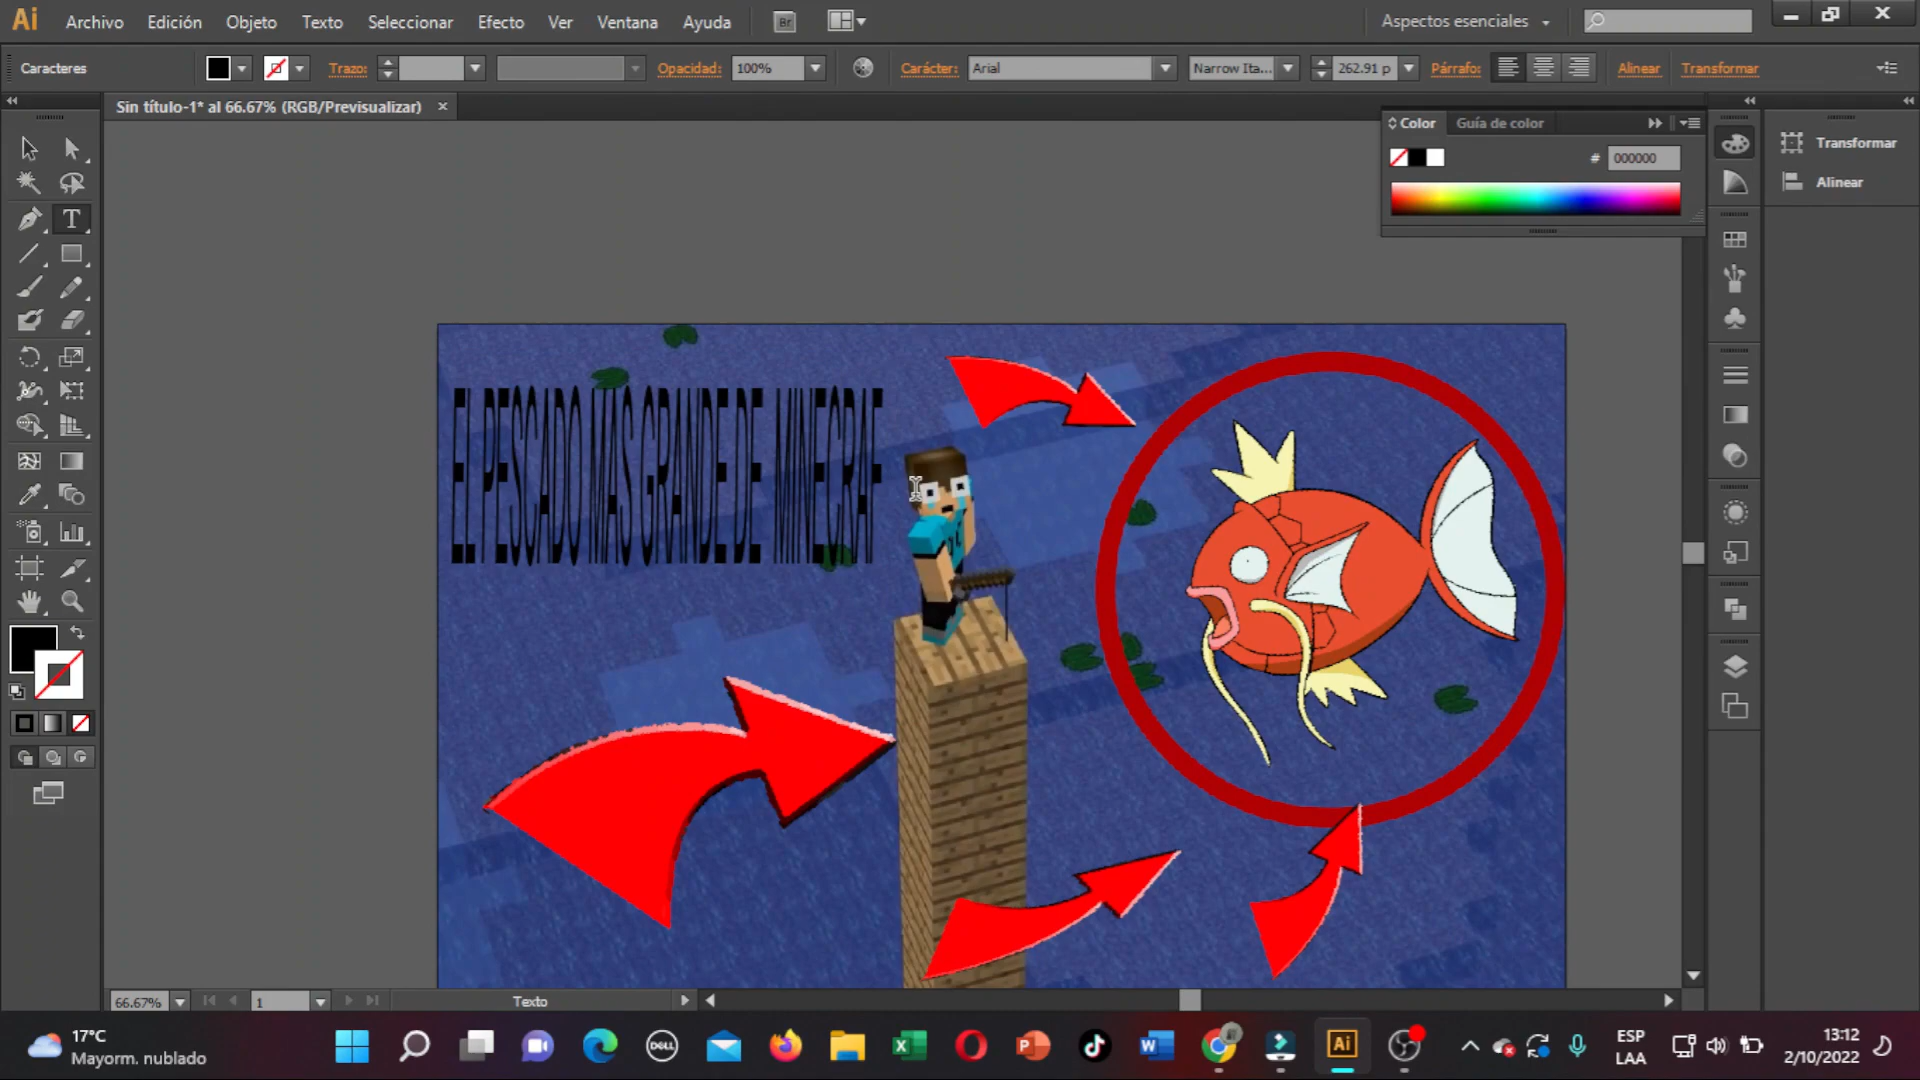 Ai Archivo Edición Objeto Texto Seleccionar Efecto Ver Ventana Ayuda Br Aspectos esenciales
Caracteres Trazo: Opacidad: 100% Carácter: Arial Narrow Ita... 262.91 p Párrafo: Alinear Transformar
Sin título-1* al 66.67% (RGB/Previsualizar)
Color Guía de color
# 000000
Transformar
Alinear
EL PESCADO MAS GRANDE DE MINECRAF
66.67% 1 Texto
17°C
Mayorm. nublado
DELL
Ai
ESP
LAA
13:12
2/10/2022